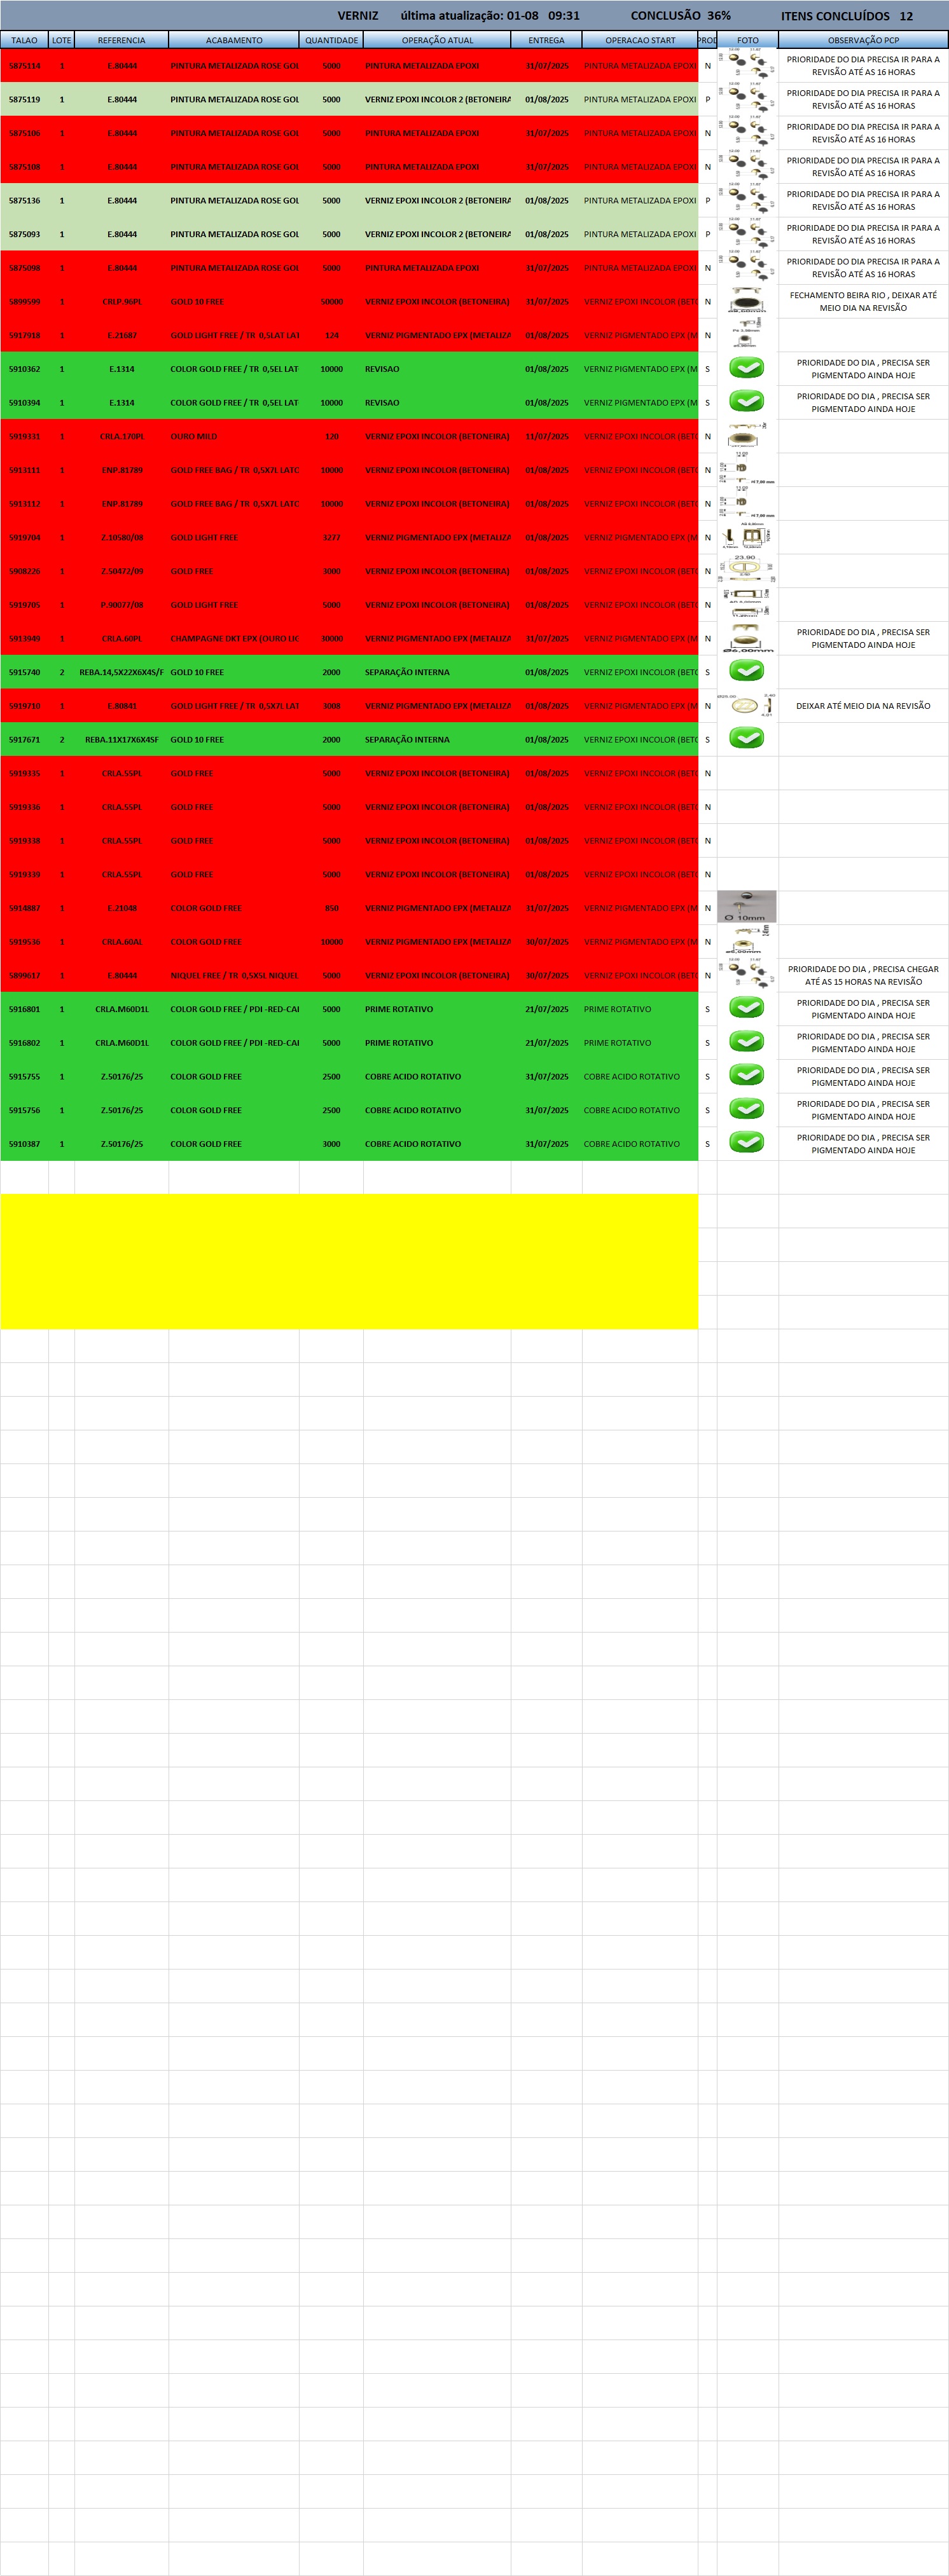 VERNIZ última atualização: 01-08 09:31 CONCLUSÃO 36% ITENS CONCLUÍDOS 12
TALAO LOTE REFERENCIA ACABAMENTO QUANTIDADE OPERAÇÃO ATUAL ENTREGA OPERACAO START PROD FOTO OBSERVAÇÃO PCP
5875114 1 E.80444 PINTURA METALIZADA ROSE GOL 5000 PINTURA METALIZADA EPOXI 31/07/2025 PINTURA METALIZADA EPOXI N PRIORIDADE DO DIA PRECISA IR PARA A
REVISÃO ATÉ AS 16 HORAS
5875119 1 E.80444 PINTURA METALIZADA ROSE GOL 5000 VERNIZ EPOXI INCOLOR 2 (BETONEIRA 01/08/2025 PINTURA METALIZADA EPOXI P PRIORIDADE DO DIA PRECISA IR PARA A
REVISÃO ATÉ AS 16 HORAS
5875106 1 E.80444 PINTURA METALIZADA ROSE GOL 5000 PINTURA METALIZADA EPOXI 31/07/2025 PINTURA METALIZADA EPOXI N PRIORIDADE DO DIA PRECISA IR PARA A
REVISÃO ATÉ AS 16 HORAS
5875108 1 E.80444 PINTURA METALIZADA ROSE GOL 5000 PINTURA METALIZADA EPOXI 31/07/2025 PINTURA METALIZADA EPOXI N PRIORIDADE DO DIA PRECISA IR PARA A
REVISÃO ATÉ AS 16 HORAS
5875136 1 E.80444 PINTURA METALIZADA ROSE GOL 5000 VERNIZ EPOXI INCOLOR 2 (BETONEIRA 01/08/2025 PINTURA METALIZADA EPOXI P PRIORIDADE DO DIA PRECISA IR PARA A
REVISÃO ATÉ AS 16 HORAS
5875093 1 E.80444 PINTURA METALIZADA ROSE GOL 5000 VERNIZ EPOXI INCOLOR 2 (BETONEIRA 01/08/2025 PINTURA METALIZADA EPOXI P PRIORIDADE DO DIA PRECISA IR PARA A
REVISÃO ATÉ AS 16 HORAS
5875098 1 E.80444 PINTURA METALIZADA ROSE GOL 5000 PINTURA METALIZADA EPOXI 31/07/2025 PINTURA METALIZADA EPOXI N PRIORIDADE DO DIA PRECISA IR PARA A
REVISÃO ATÉ AS 16 HORAS
5899599 1 CRLP.96PL GOLD 10 FREE 50000 VERNIZ EPOXI INCOLOR (BETONEIRA) 31/07/2025 VERNIZ EPOXI INCOLOR (BETO N FECHAMENTO BEIRA RIO , DEIXAR ATÉ
MEIO DIA NA REVISÃO
5917918 1 E.21687 GOLD LIGHT FREE / TR 0,5LAT LAT 124 VERNIZ PIGMENTADO EPX (METALIZA 01/08/2025 VERNIZ PIGMENTADO EPX (M N
5910362 1 E.1314 COLOR GOLD FREE / TR 0,5EL LAT 10000 REVISAO 01/08/2025 VERNIZ PIGMENTADO EPX (M S PRIORIDADE DO DIA , PRECISA SER
PIGMENTADO AINDA HOJE
5910394 1 E.1314 COLOR GOLD FREE / TR 0,5EL LAT 10000 REVISAO 01/08/2025 VERNIZ PIGMENTADO EPX (M S PRIORIDADE DO DIA , PRECISA SER
PIGMENTADO AINDA HOJE
5919331 1 CRLA.170PL OURO MILD 120 VERNIZ EPOXI INCOLOR (BETONEIRA) 11/07/2025 VERNIZ EPOXI INCOLOR (BETO N
5913111 1 ENP.81789 GOLD FREE BAG / TR 0,5X7L LATC 10000 VERNIZ EPOXI INCOLOR (BETONEIRA) 01/08/2025 VERNIZ EPOXI INCOLOR (BETO N
5913112 1 ENP.81789 GOLD FREE BAG / TR 0,5X7L LATC 10000 VERNIZ EPOXI INCOLOR (BETONEIRA) 01/08/2025 VERNIZ EPOXI INCOLOR (BETO N
5919704 1 Z.10580/08 GOLD LIGHT FREE 3277 VERNIZ PIGMENTADO EPX (METALIZA 01/08/2025 VERNIZ PIGMENTADO EPX (M N
5908226 1 Z.50472/09 GOLD FREE 3000 VERNIZ EPOXI INCOLOR (BETONEIRA) 01/08/2025 VERNIZ EPOXI INCOLOR (BETO N 23.90
5919705 1 P.90077/08 GOLD LIGHT FREE 5000 VERNIZ EPOXI INCOLOR (BETONEIRA) 01/08/2025 VERNIZ EPOXI INCOLOR (BETO N
5913949 1 CRLA.60PL CHAMPAGNE DKT EPX (OURO LIG 30000 VERNIZ PIGMENTADO EPX (METALIZA 31/07/2025 VERNIZ PIGMENTADO EPX (M N Ø6,00mm PRIORIDADE DO DIA , PRECISA SER
PIGMENTADO AINDA HOJE
5915740 2 REBA.14,5X22X6X4S/F GOLD 10 FREE 2000 SEPARAÇÃO INTERNA 01/08/2025 VERNIZ EPOXI INCOLOR (BETO S
5919710 1 E.80841 GOLD LIGHT FREE / TR 0,5X7L LAT 3008 VERNIZ PIGMENTADO EPX (METALIZA 01/08/2025 VERNIZ PIGMENTADO EPX (M N DEIXAR ATÉ MEIO DIA NA REVISÃO
5917671 2 REBA.11X17X6X4SF GOLD 10 FREE 2000 SEPARAÇÃO INTERNA 01/08/2025 VERNIZ EPOXI INCOLOR (BETO S
5919335 1 CRLA.55PL GOLD FREE 5000 VERNIZ EPOXI INCOLOR (BETONEIRA) 01/08/2025 VERNIZ EPOXI INCOLOR (BETO N
5919336 1 CRLA.55PL GOLD FREE 5000 VERNIZ EPOXI INCOLOR (BETONEIRA) 01/08/2025 VERNIZ EPOXI INCOLOR (BETO N
5919338 1 CRLA.55PL GOLD FREE 5000 VERNIZ EPOXI INCOLOR (BETONEIRA) 01/08/2025 VERNIZ EPOXI INCOLOR (BETO N
5919339 1 CRLA.55PL GOLD FREE 5000 VERNIZ EPOXI INCOLOR (BETONEIRA) 01/08/2025 VERNIZ EPOXI INCOLOR (BETO N
5914887 1 E.21048 COLOR GOLD FREE 850 VERNIZ PIGMENTADO EPX (METALIZA 31/07/2025 VERNIZ PIGMENTADO EPX (M N Ø 10mm
5919536 1 CRLA.60AL COLOR GOLD FREE 10000 VERNIZ PIGMENTADO EPX (METALIZA 30/07/2025 VERNIZ PIGMENTADO EPX (M N
5899617 1 E.80444 NIQUEL FREE / TR 0,5X5L NIQUEL 5000 VERNIZ EPOXI INCOLOR (BETONEIRA) 30/07/2025 VERNIZ EPOXI INCOLOR (BETO N PRIORIDADE DO DIA , PRECISA CHEGAR
ATÉ AS 15 HORAS NA REVISÃO
5916801 1 CRLA.M60D1L COLOR GOLD FREE / PDI -RED-CAI 5000 PRIME ROTATIVO 21/07/2025 PRIME ROTATIVO S PRIORIDADE DO DIA , PRECISA SER
PIGMENTADO AINDA HOJE
5916802 1 CRLA.M60D1L COLOR GOLD FREE / PDI -RED-CAI 5000 PRIME ROTATIVO 21/07/2025 PRIME ROTATIVO S PRIORIDADE DO DIA , PRECISA SER
PIGMENTADO AINDA HOJE
5915755 1 Z.50176/25 COLOR GOLD FREE 2500 COBRE ACIDO ROTATIVO 31/07/2025 COBRE ACIDO ROTATIVO S PRIORIDADE DO DIA , PRECISA SER
PIGMENTADO AINDA HOJE
5915756 1 Z.50176/25 COLOR GOLD FREE 2500 COBRE ACIDO ROTATIVO 31/07/2025 COBRE ACIDO ROTATIVO S PRIORIDADE DO DIA , PRECISA SER
PIGMENTADO AINDA HOJE
5910387 1 Z.50176/25 COLOR GOLD FREE 3000 COBRE ACIDO ROTATIVO 31/07/2025 COBRE ACIDO ROTATIVO S PRIORIDADE DO DIA , PRECISA SER
PIGMENTADO AINDA HOJE